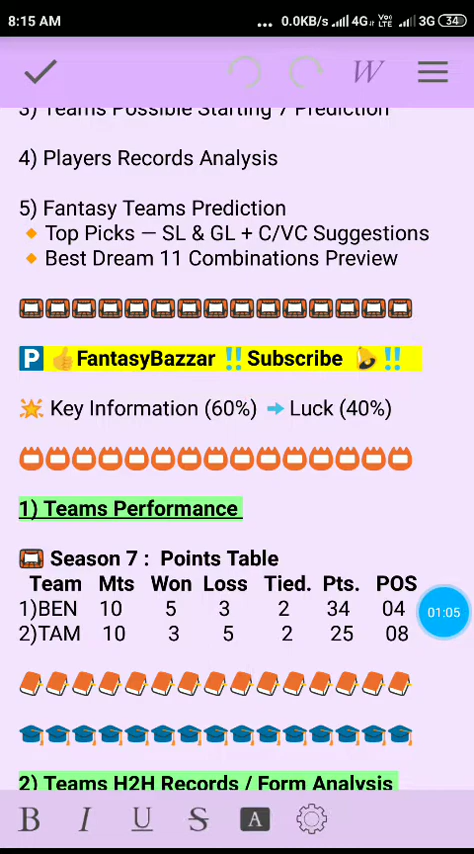 8:15 AM ... 0.0KB/s 4G Vo LTE 3G 34
W
3) Teams Possible Starting 7 Prediction
4) Players Records Analysis
5) Fantasy Teams Prediction
🔸 Top Picks — SL & GL + C/VC Suggestions
🔸 Best Dream 11 Combinations Preview
🅿️ 👍FantasyBazzar ‼️Subscribe 🔔‼️
🌟 Key Information (60%) ➡ Luck (40%)
1) Teams Performance
Season 7 : Points Table
Team Mts Won Loss Tied. Pts. POS
1)BEN 10 5 3 2 34 04
01:05
2)TAM 10 3 5 2 25 08
2) Teams H2H Records / Form Analysis
B I U S A